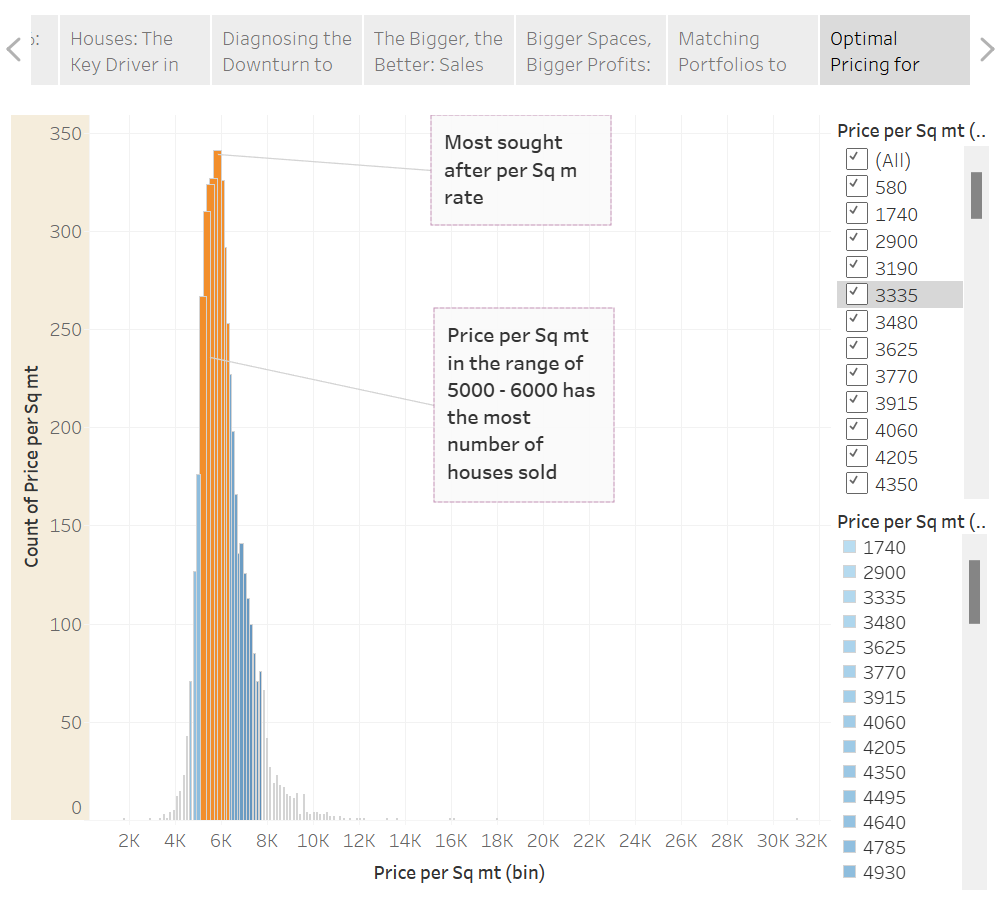 o:
Houses: The
Key Driver in
Diagnosing the
Downturn to
The Bigger, the
Better: Sales
Bigger Spaces,
Bigger Profits:
Matching
Portfolios to
Optimal
Pricing for
350
300
250
200
150
100
50
0
Count of Price per Sq mt
Most sought
after per Sq m
rate
Price per Sq mt
in the range of
5000 - 6000 has
the most
number of
houses sold
2K 4K 6K 8K 10K 12K 14K 16K 18K 20K 22K 24K 26K 28K 30K 32K
Price per Sq mt (bin)
Price per Sq mt (..
(All)
580
1740
2900
3190
3335
3480
3625
3770
3915
4060
4205
4350
Price per Sq mt (..
1740
2900
3335
3480
3625
3770
3915
4060
4205
4350
4495
4640
4785
4930